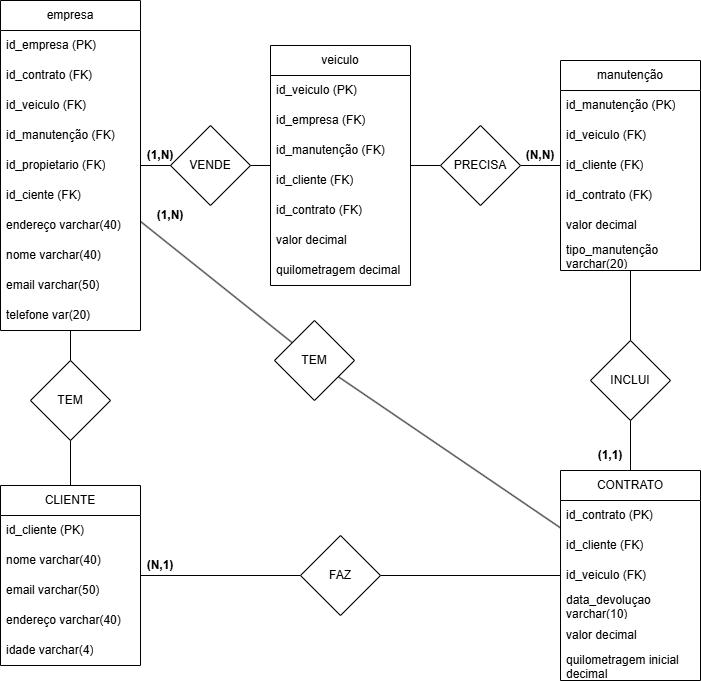 empresa
id_empresa (PK)
id_contrato (FK)
id_veiculo (FK)
id_manutenção (FK)
id_propietario (FK)
id_ciente (FK)
endereço varchar(40)
nome varchar(40)
email varchar(50)
telefone var(20)
(1,N)
VENDE
(1,N)
veiculo
id_veiculo (PK)
id_empresa (FK)
id_manutenção (FK)
id_cliente (FK)
id_contrato (FK)
valor decimal
quilometragem decimal
PRECISA
(N,N)
manutenção
id_manutenção (PK)
id_veiculo (FK)
id_cliente (FK)
id_contrato (FK)
valor decimal
tipo_manutenção
varchar(20)
TEM
TEM
INCLUI
(1,1)
CLIENTE
id_cliente (PK)
nome varchar(40)
email varchar(50)
endereço varchar(40)
idade varchar(4)
(N,1)
FAZ
CONTRATO
id_contrato (PK)
id_cliente (FK)
id_veiculo (FK)
data_devoluçao
varchar(10)
valor decimal
quilometragem inicial
decimal